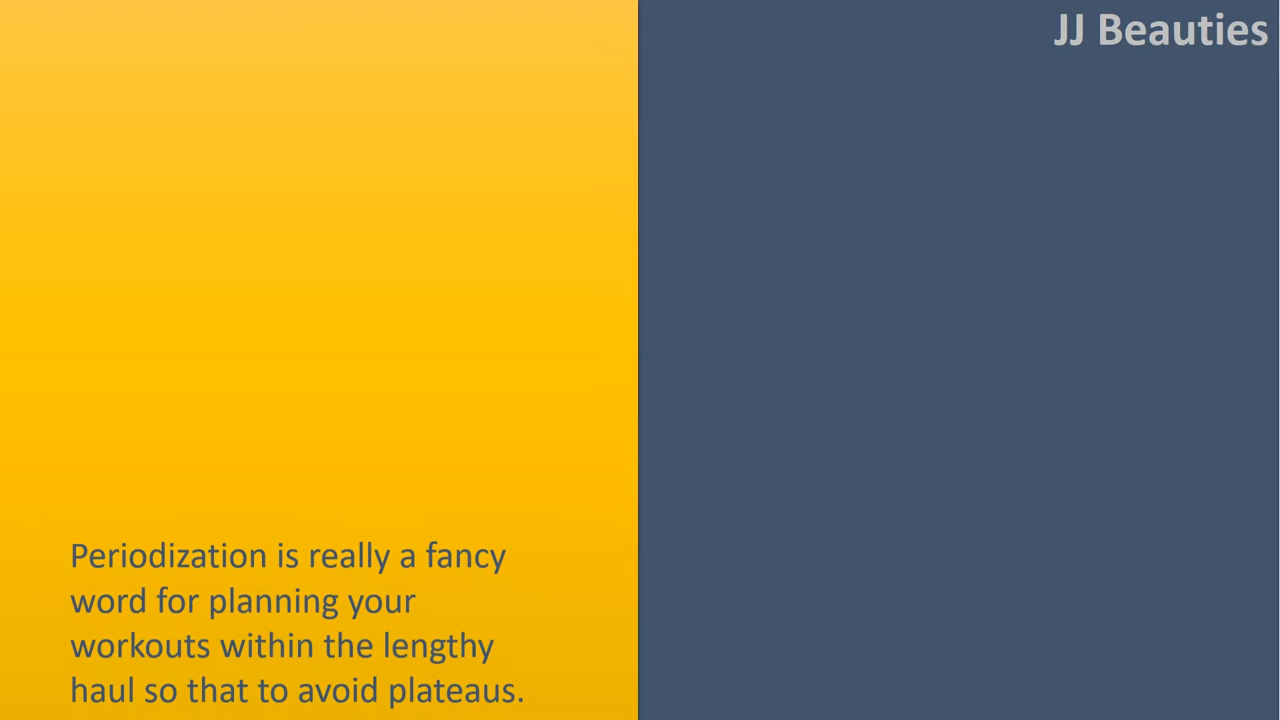 JJ Beauties
Periodization is really a fancy
word for planning your
workouts within the lengthy
haul so that to avoid plateaus.